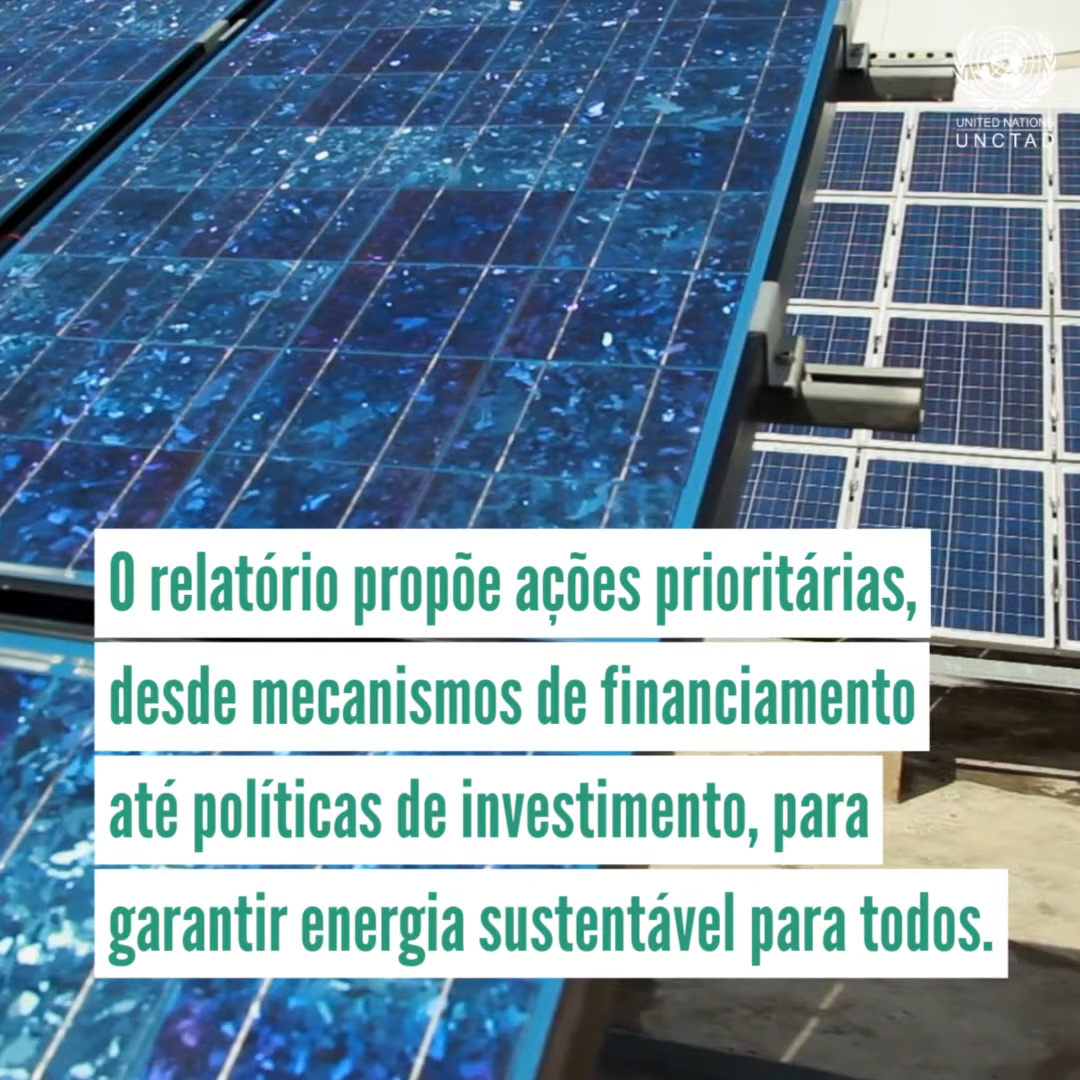 UNITED NATIONS
UNCTAD
O relatório propõe ações prioritárias,
desde mecanismos de financiamento
até políticas de investimento, para
garantir energia sustentável para todos.